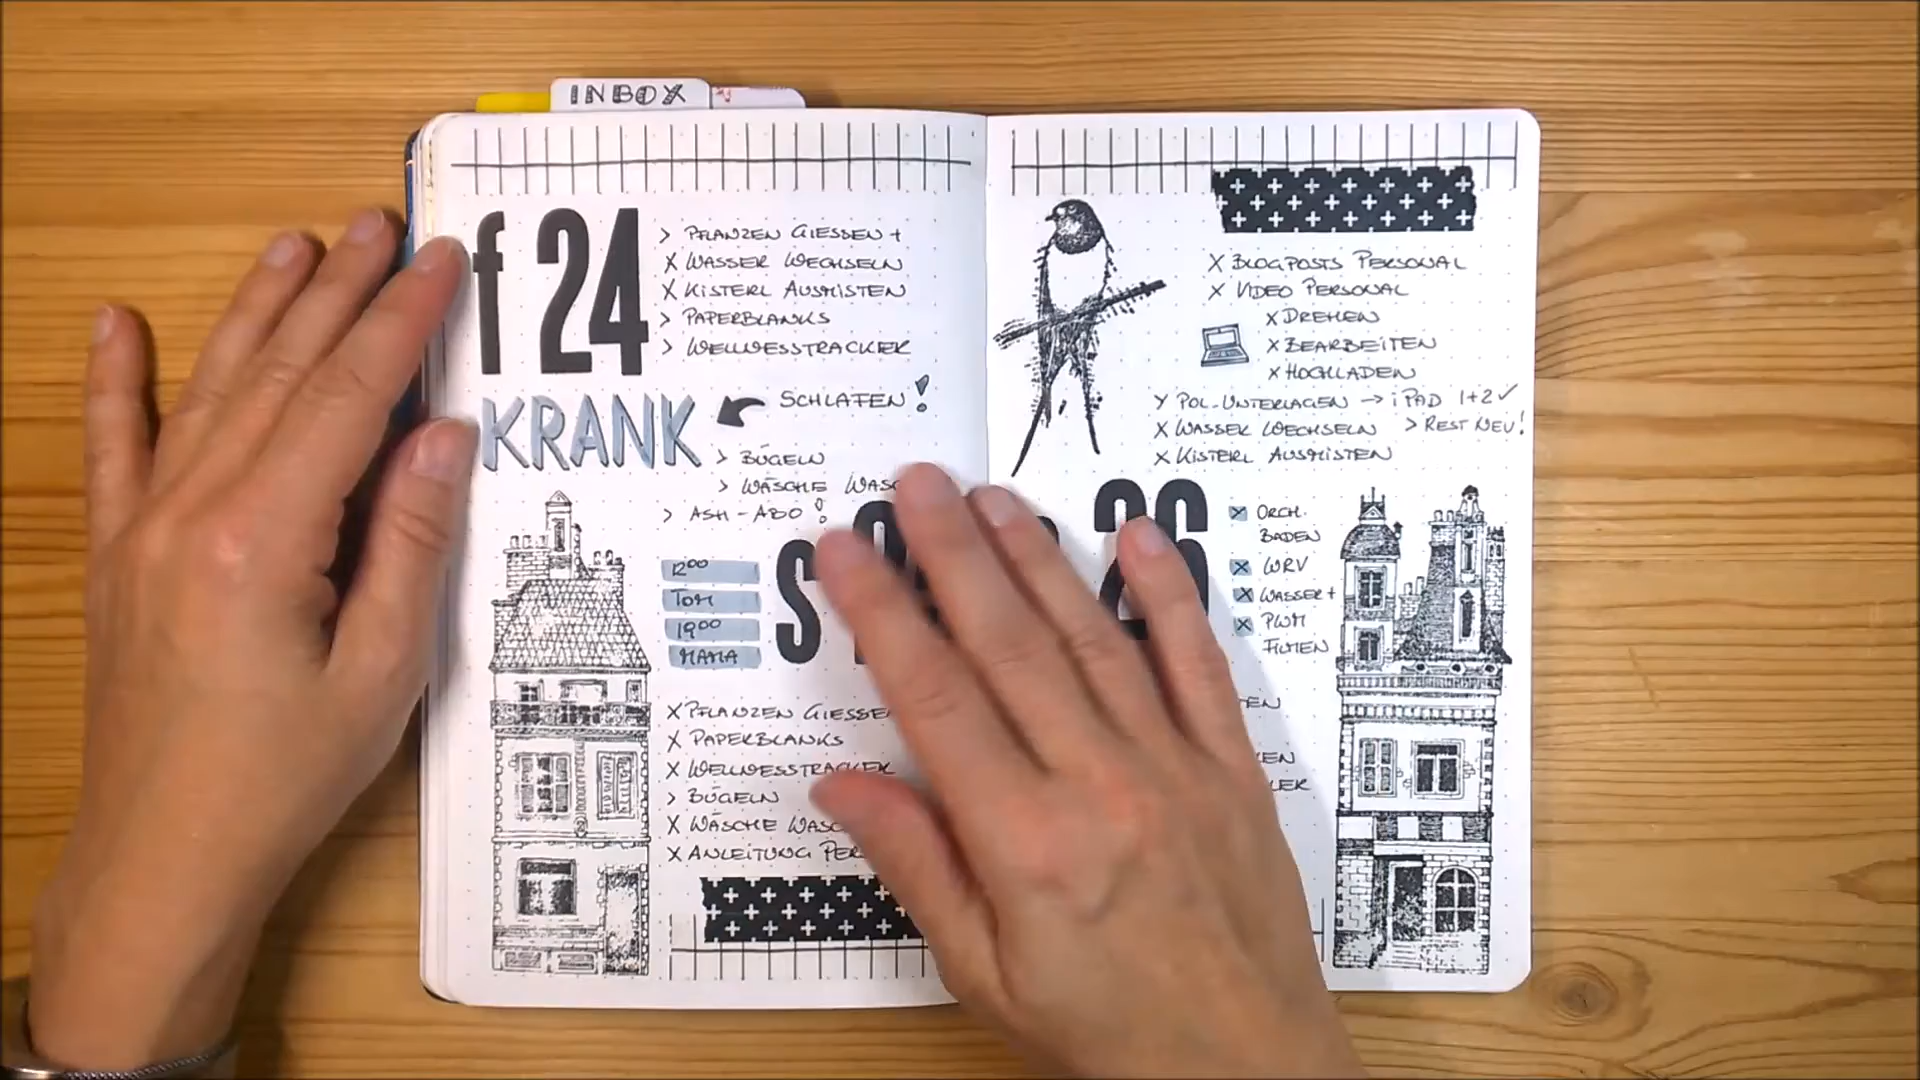 INBOX
f 24
> PFLANZEN GIESSEN +
X WASSER WECHSELN
X KISTERL AUSMISTEN
> PAPERBLANKS
> WELLNESSTRACKER
KRANK
SCHLAFEN!
> BÜGELN
> WÄSCHE
> ASH-ABO!
1200
TOM
1900
MAMA
S
X PFLANZEN GIESSEN
X PAPERBLANKS
X WELLNESSTRACKER
> BÜGELN
X WÄSCHE
X ANLEITUNG
X BLOGPOSTS PERSONAL
X VIDEO PERSONAL
X DREHEN
X BEARBEITEN
X HOCHLADEN
Y POL-UNTERLAGEN → iPAD 1+2 ✓
X WASSER WECHSELN > REST NEU!
X KISTERL AUSMISTEN
26
X ORCH.
BADEN
X WRV
X WASSER +
X PWM
FILTEN